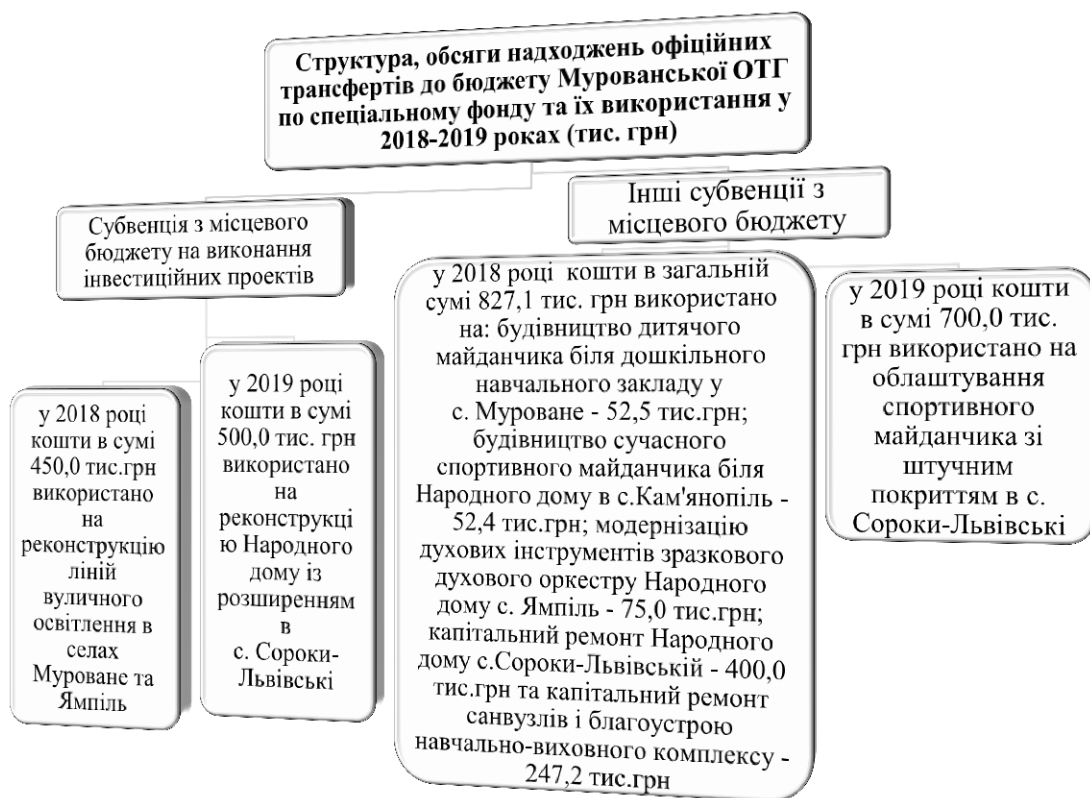 Структура, обсяги надходжень офіційних
трансфертів до бюджету Мурованської ОТГ
по спеціальному фонду та їх використання у
2018-2019 роках (тис. грн)
Субвенція з місцевого
бюджету на виконання
інвестиційних проектів
у 2018 році
кошти в сумі
450,0 тис.грн
використано
на
реконструкцію
ліній
вуличного
освітлення в
селах
Муроване та
Ямпіль
у 2019 році
кошти в сумі
500,0 тис. грн
використано
на
реконструкці
ю Народного
дому із
розширенням
в
с. Сороки-
Львівські
Інші субвенції з
місцевого бюджету
у 2018 році кошти в загальній
сумі 827,1 тис. грн використано
на: будівництво дитячого
майданчика біля дошкільного
навчального закладу у
с. Муроване - 52,5 тис.грн;
будівництво сучасного
спортивного майданчика біля
Народного дому в с.Кам'янопіль -
52,4 тис.грн; модернізацію
духових інструментів зразкового
духового оркестру Народного
дому с. Ямпіль - 75,0 тис.грн;
капітальний ремонт Народного
дому с.Сороки-Львівській - 400,0
тис.грн та капітальний ремонт
санвузлів і благоустрою
навчально-виховного комплексу -
247,2 тис.грн
у 2019 році кошти
в сумі 700,0 тис.
грн використано на
облаштування
спортивного
майданчика зі
штучним
покриттям в с.
Сороки-Львівські